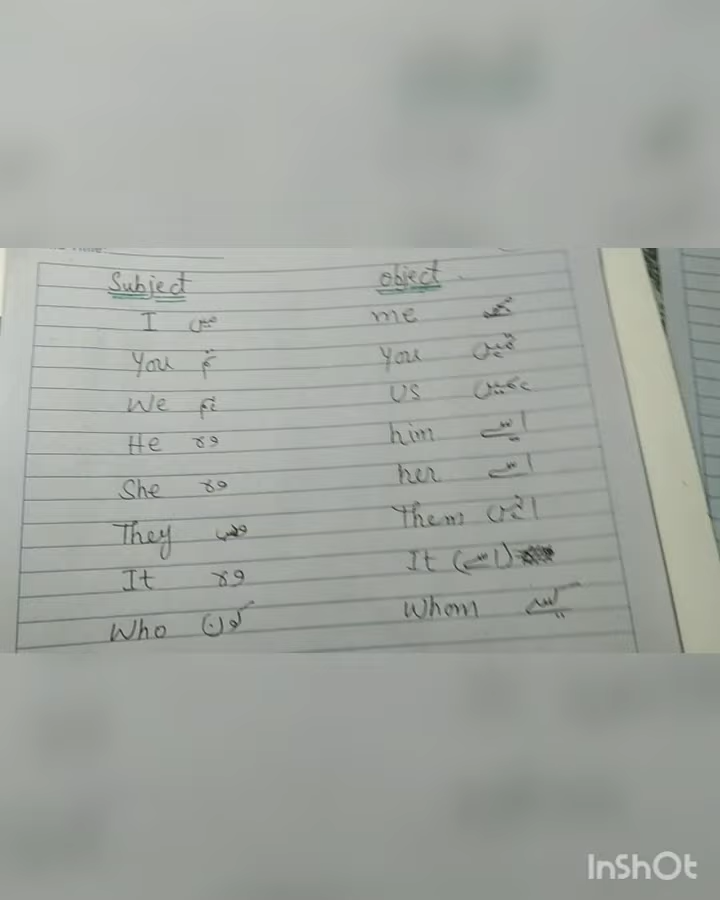 Subject object
I میں me مجھے
You تم You تمہیں
We ہم us ہمیں
He وہ him اسے
She وہ her اسے
They وہ سب Them انہیں
It وہ It (اسے)
Who کون Whom کسے
InShOt